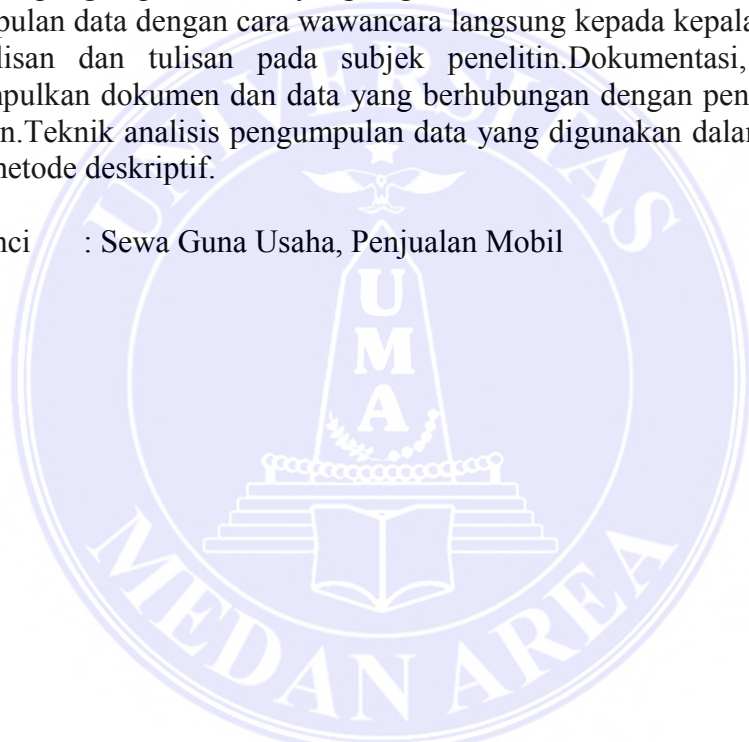 pulan data dengan cara wawancara langsung kepada kepala
lisan dan tulisan pada subjek penelitin.Dokumentasi,
pulkan dokumen dan data yang berhubungan dengan pen
n.Teknik analisis pengumpulan data yang digunakan dalam
etode deskriptif.
nci : Sewa Guna Usaha, Penjualan Mobil
UNIVERSITAS
U
M
A
MEDAN AREA